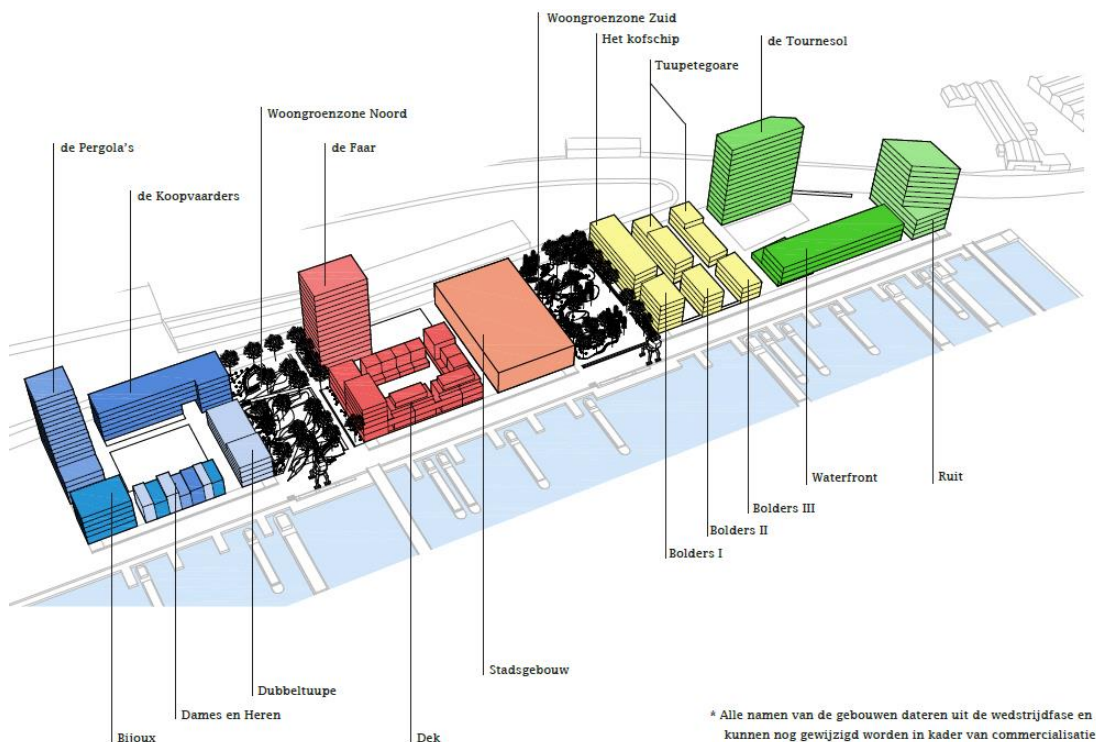 Woongroenzone Zuid
Het kofschip
de Tournesol
Tuupetegoare
Woongroenzone Noord
de Pergola's
de Faar
de Koopvaarders
Waterfront
Ruit
Bolders III
Bolders II
Bolders I
Stadsgebouw
Dubbeltuupe
Dames en Heren
Bijoux
Dek
* Alle namen van de gebouwen dateren uit de wedstrijdfase en
kunnen nog gewijzigd worden in kader van commercialisatie